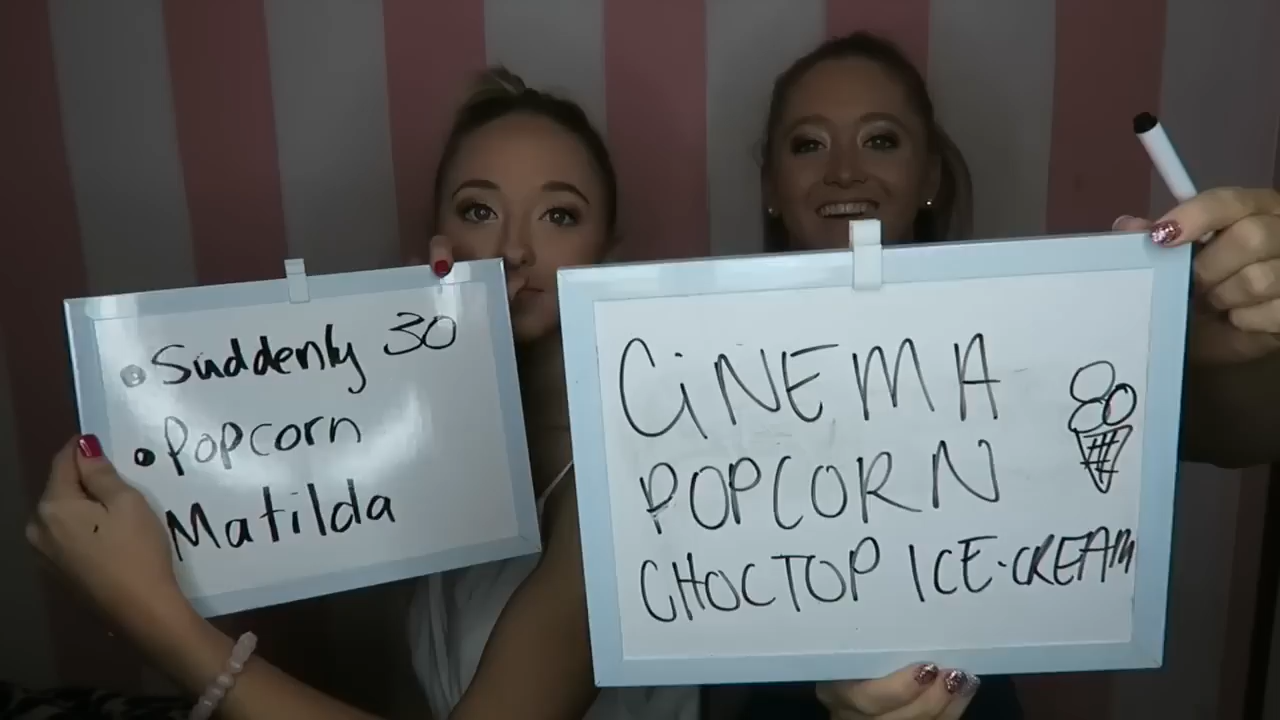 • Suddenly 30
• Popcorn
Matilda
CiNEMA
POPCORN
CHOCTOP ICE-CREAM